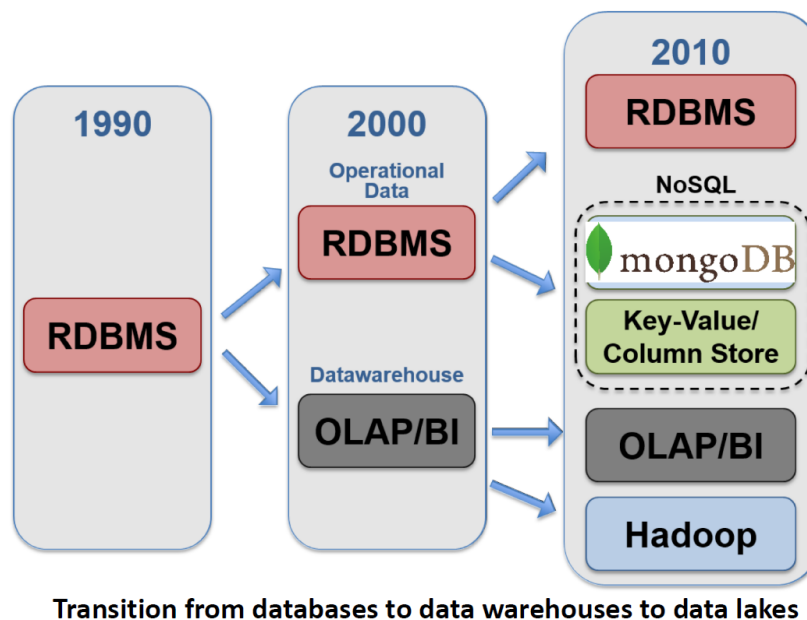 1990
RDBMS
2000
Operational
Data
RDBMS
Datawarehouse
OLAP/BI
2010
RDBMS
NoSQL
mongoDB
Key-Value/
Column Store
OLAP/BI
Hadoop
Transition from databases to data warehouses to data lakes